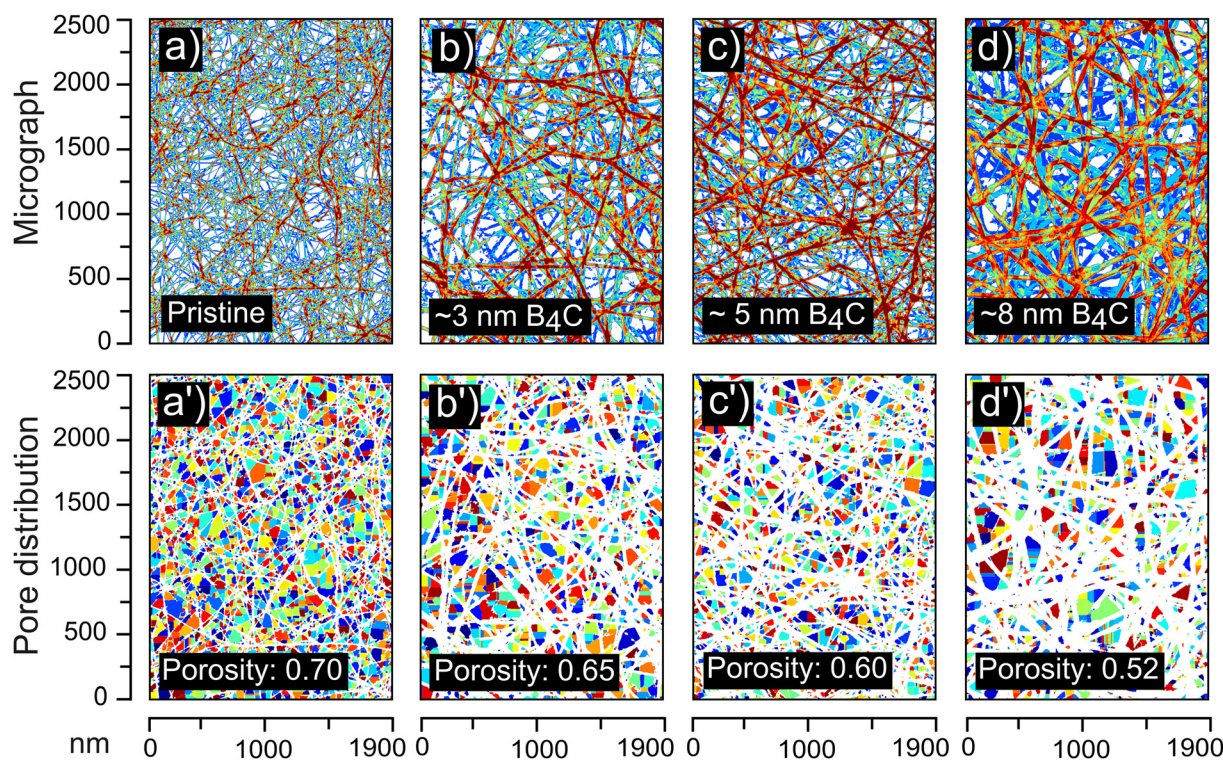 Micrograph
2500
2000
1500
1000
500
0
a)
Pristine
b)
~3 nm B4C
c)
~ 5 nm B4C
d)
~8 nm B4C
Pore distribution
2500
2000
1500
1000
500
0
a')
Porosity: 0.70
b')
Porosity: 0.65
c')
Porosity: 0.60
d')
Porosity: 0.52
nm
0 1000 1900
0 1000 1900
0 1000 1900
0 1000 1900